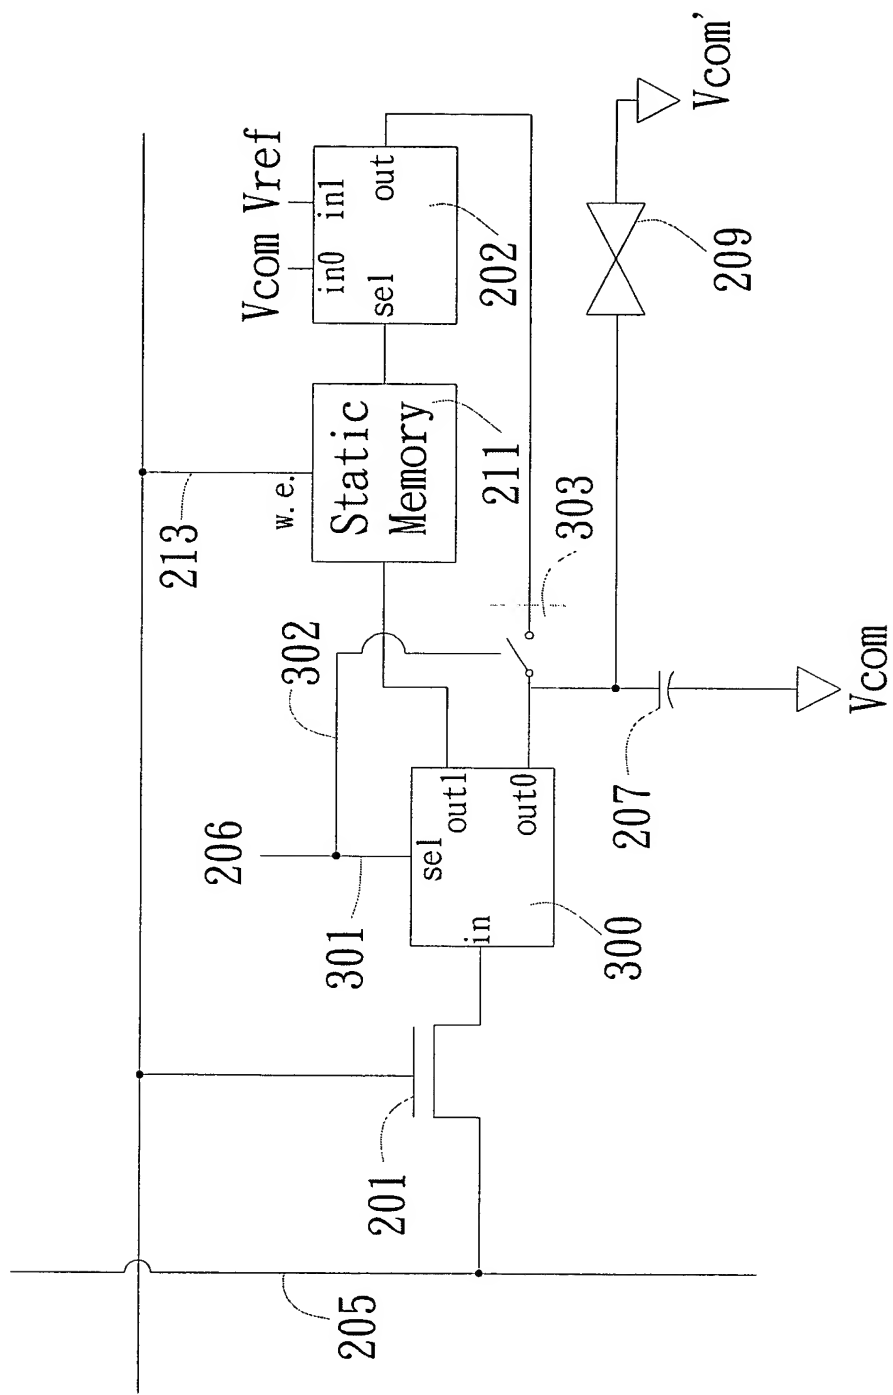 Vcom
Vref
in0
in1
sel
out
202
213
w.e.
Static
Memory
211
206
302
301
sel
out1
in
out0
300
303
201
205
207
209
Vcom
Vcom'